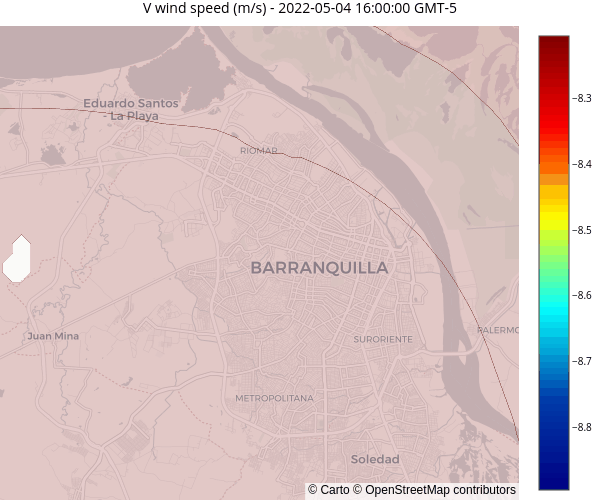 V wind speed (m/s) - 2022-05-04 16:00:00 GMT-5
Eduardo Santos
La Playa
RIOMAR
BARRANQUILLA
Juan Mina
SURORIENTE
PALERMO
METROPOLITANA
Soledad
© Carto © OpenStreetMap contributors
−8.3
−8.4
−8.5
−8.6
−8.7
−8.8